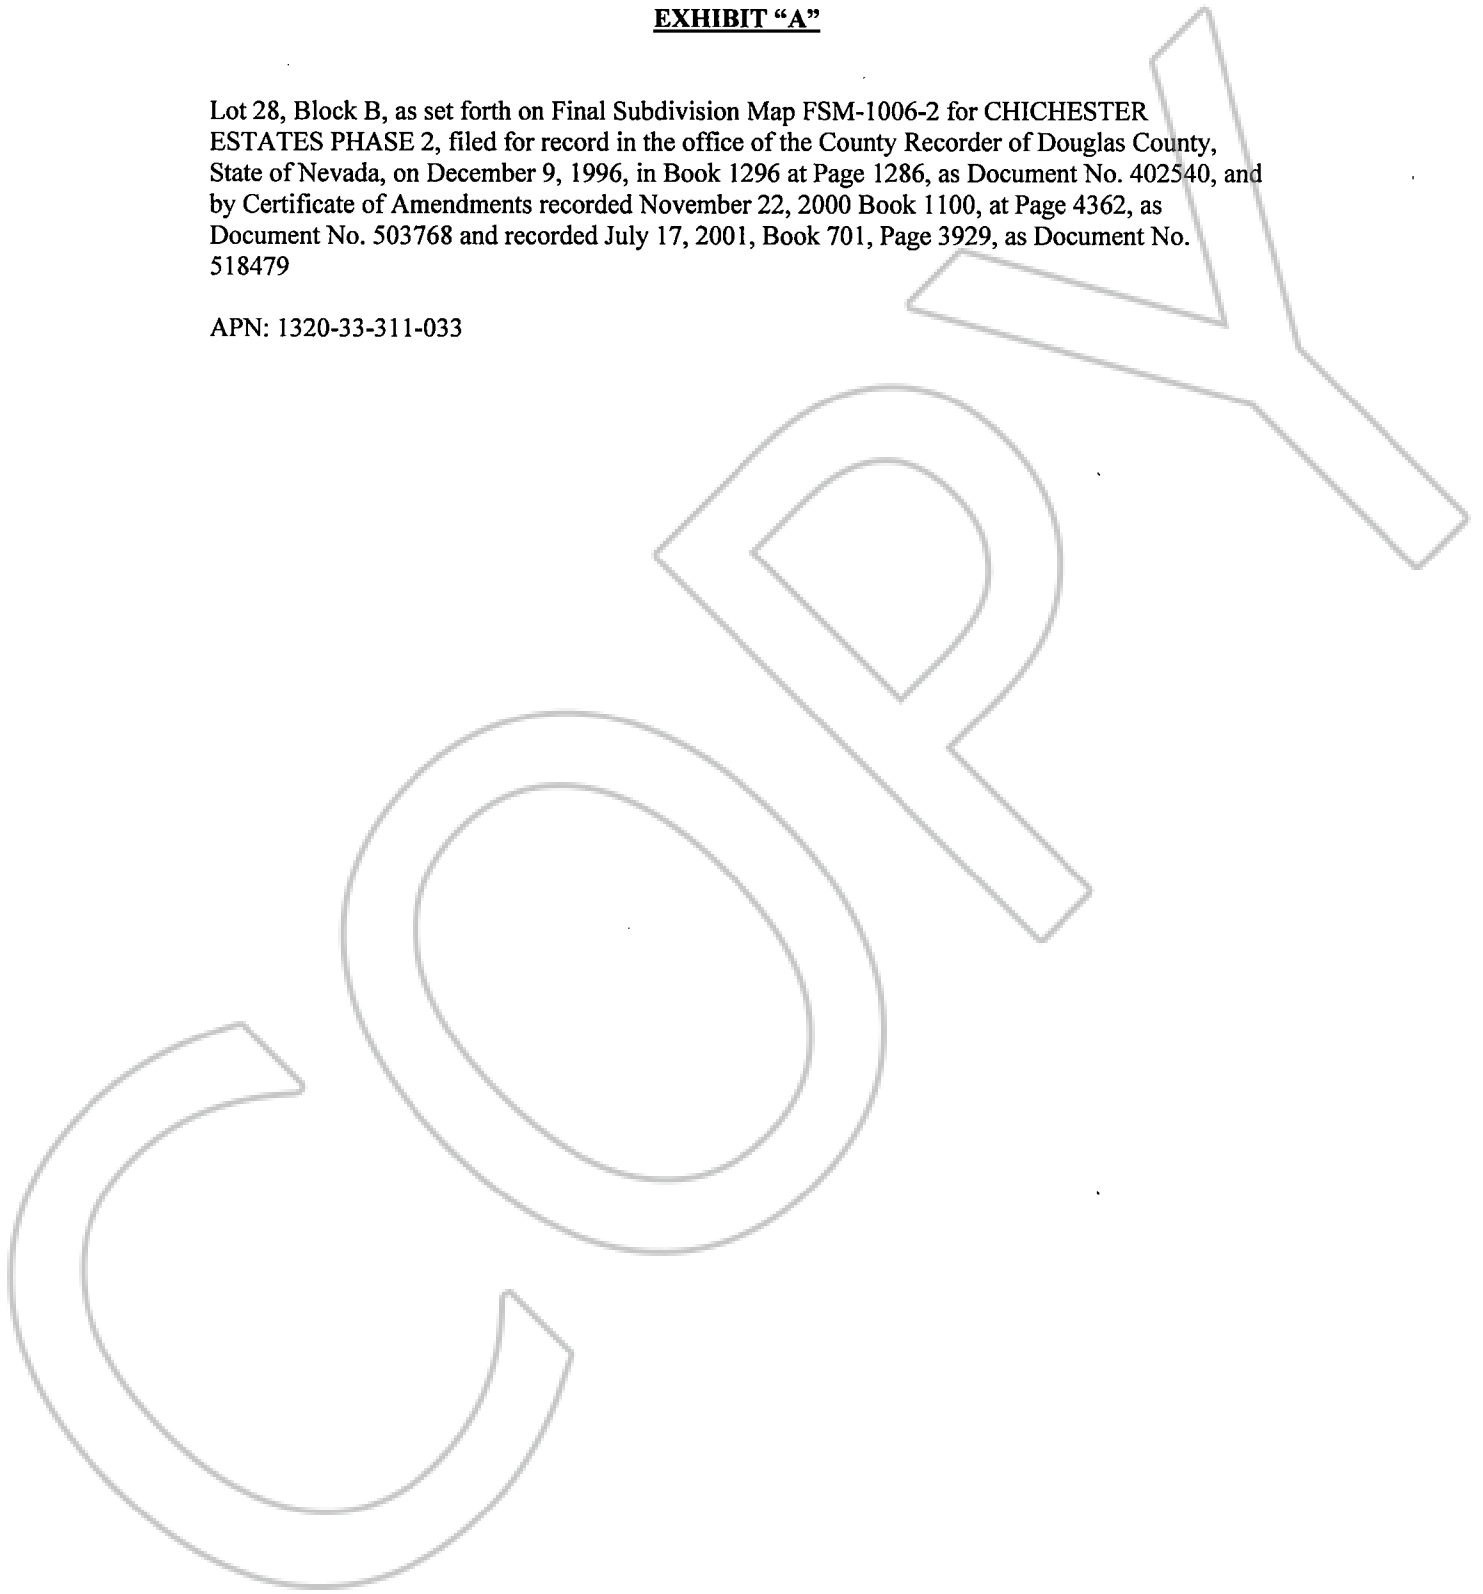 EXHIBIT “A”
Lot 28, Block B, as set forth on Final Subdivision Map FSM-1006-2 for CHICHESTER
ESTATES PHASE 2, filed for record in the office of the County Recorder of Douglas County,
State of Nevada, on December 9, 1996, in Book 1296 at Page 1286, as Document No. 402540, and
by Certificate of Amendments recorded November 22, 2000 Book 1100, at Page 4362, as
Document No. 503768 and recorded July 17, 2001, Book 701, Page 3929, as Document No.
518479
APN: 1320-33-311-033
COPY